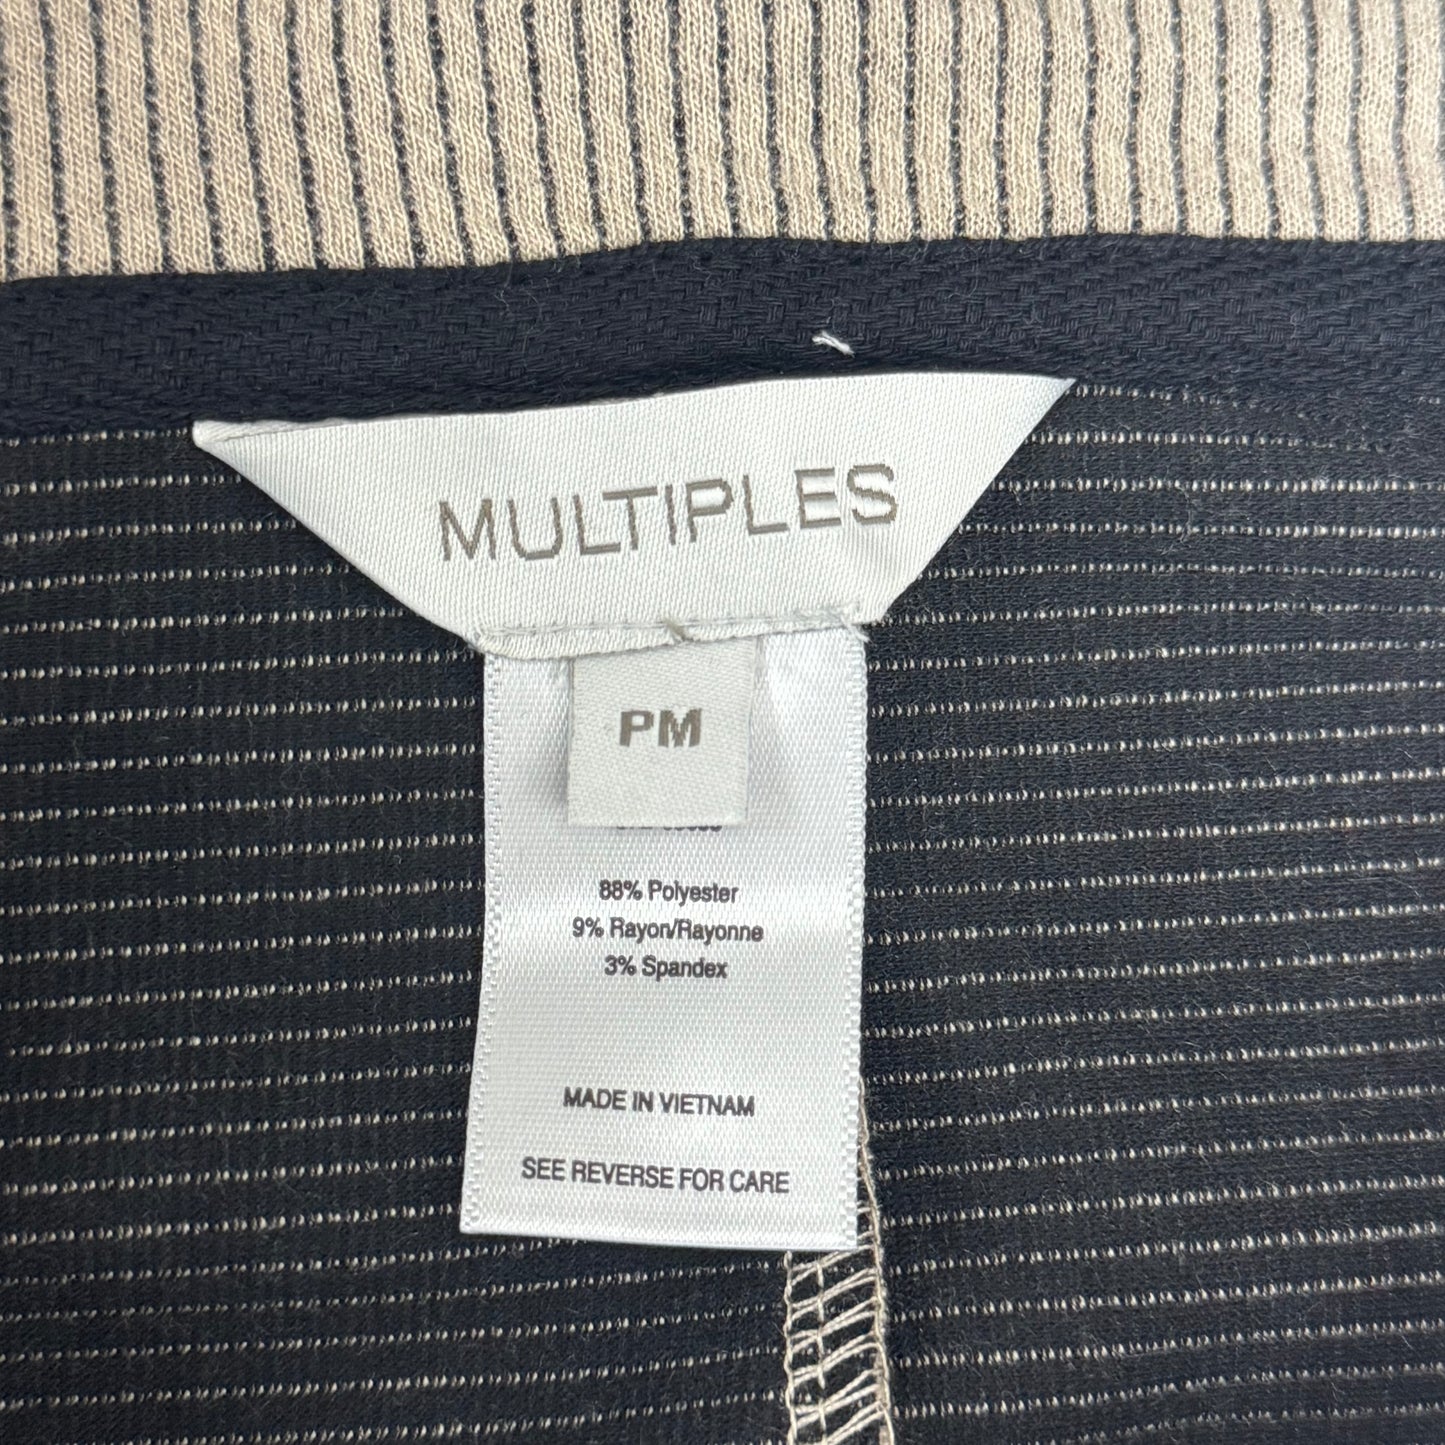 MULTIPLES
PM
88% Polyester
9% Rayon/Rayonne
3% Spandex
MADE IN VIETNAM
SEE REVERSE FOR CARE